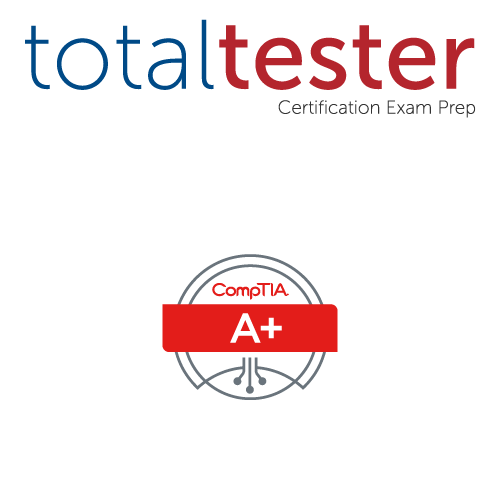 totaltester
Certification Exam Prep
CompTIA
A+